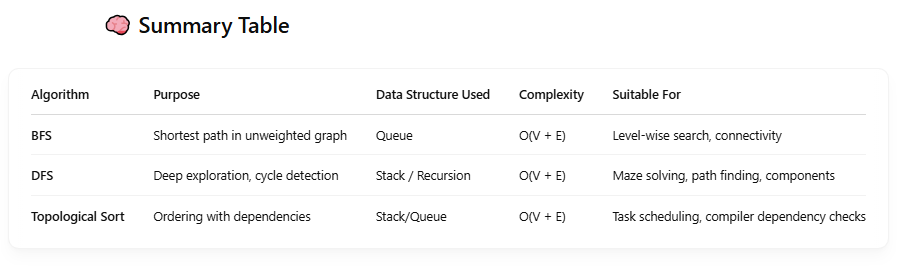 🧠 Summary Table
Algorithm Purpose Data Structure Used Complexity Suitable For
BFS Shortest path in unweighted graph Queue O(V + E) Level-wise search, connectivity
DFS Deep exploration, cycle detection Stack / Recursion O(V + E) Maze solving, path finding, components
Topological Sort Ordering with dependencies Stack/Queue O(V + E) Task scheduling, compiler dependency checks